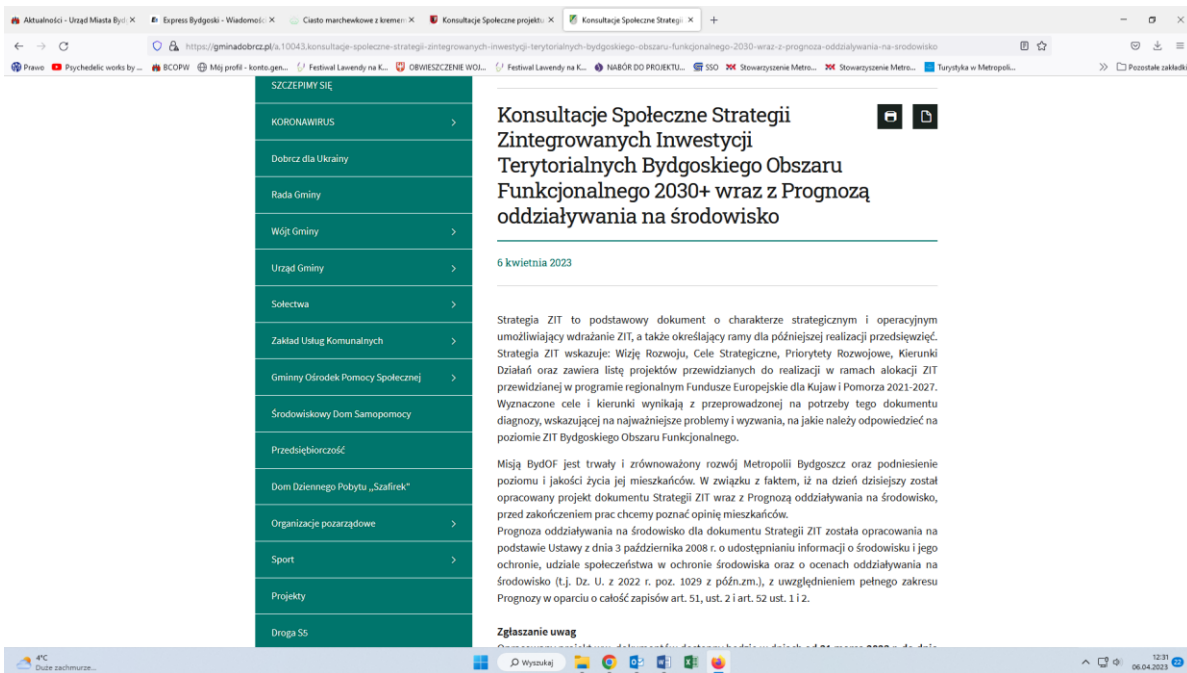 Aktualności - Urząd Miasta Byd
Express Bydgoski - Wiadomośc
Ciasto marchewkowe z kremem
Konsultacje Społeczne projektu
Konsultacje Społeczne Strategii
https://gminadobrcz.pl/a,10043,konsultacje-spoleczne-strategii-zintegrowanych-inwestycji-terytorialnych-bydgoskiego-obszaru-funkcjonalnego-2030-wraz-z-prognoza-oddzialywania-na-srodowisko
Prawo
Psychedelic works by ...
BCOPW
Mój profil - konto.gen...
Festiwal Lawendy na K...
OBWIESZCZENIE WOJ...
Festiwal Lawendy na K...
NABÓR DO PROJEKTU...
SSO
Stowarzyszenie Metro...
Stowarzyszenie Metro...
Turystyka w Metropoli...
Pozostałe zakładki
SZCZEPIMY SIĘ
KORONAWIRUS
Dobrcz dla Ukrainy
Rada Gminy
Wójt Gminy
Urząd Gminy
Sołectwa
Zakład Usług Komunalnych
Gminny Ośrodek Pomocy Społecznej
Środowiskowy Dom Samopomocy
Przedsiębiorczość
Dom Dziennego Pobytu ,,Szafirek"
Organizacje pozarządowe
Sport
Projekty
Droga S5
Konsultacje Społeczne Strategii
Zintegrowanych Inwestycji
Terytorialnych Bydgoskiego Obszaru
Funkcjonalnego 2030+ wraz z Prognozą
oddziaływania na środowisko
6 kwietnia 2023
Strategia ZIT to podstawowy dokument o charakterze strategicznym i operacyjnym
umożliwiający wdrażanie ZIT, a także określający ramy dla późniejszej realizacji przedsięwzięć.
Strategia ZIT wskazuje: Wizję Rozwoju, Cele Strategiczne, Priorytety Rozwojowe, Kierunki
Działań oraz zawiera listę projektów przewidzianych do realizacji w ramach alokacji ZIT
przewidzianej w programie regionalnym Fundusze Europejskie dla Kujaw i Pomorza 2021-2027.
Wyznaczone cele i kierunki wynikają z przeprowadzonej na potrzeby tego dokumentu
diagnozy, wskazującej na najważniejsze problemy i wyzwania, na jakie należy odpowiedzieć na
poziomie ZIT Bydgoskiego Obszaru Funkcjonalnego.
Misją BydOF jest trwały i zrównoważony rozwój Metropolii Bydgoszcz oraz podniesienie
poziomu i jakości życia jej mieszkańców. W związku z faktem, iż na dzień dzisiejszy został
opracowany projekt dokumentu Strategii ZIT wraz z Prognozą oddziaływania na środowisko,
przed zakończeniem prac chcemy poznać opinię mieszkańców.
Prognoza oddziaływania na środowisko dla dokumentu Strategii ZIT została opracowania na
podstawie Ustawy z dnia 3 października 2008 r. o udostępnianiu informacji o środowisku i jego
ochronie, udziale społeczeństwa w ochronie środowiska oraz o ocenach oddziaływania na
środowisko (t.j. Dz. U. z 2022 r. poz. 1029 z późn.zm.), z uwzględnieniem pełnego zakresu
Prognozy w oparciu o całość zapisów art. 51, ust. 2 i art. 52 ust. 1 i 2.
Zgłaszanie uwag
4°C
Duże zachmurze...
Wyszukaj
12:31
06.04.2023
22